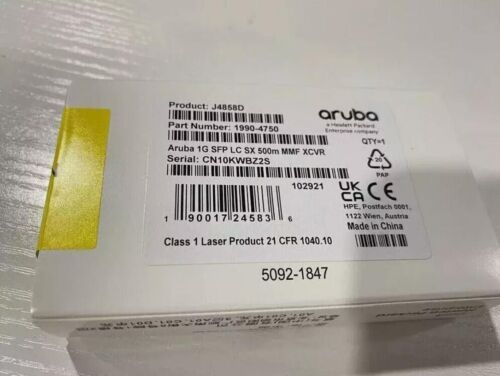 Product: J4858D
Part Number: 1990-4750
Aruba 1G SFP LC SX 500m MMF XCVR
Serial: CN10KWBZ2S
aruba
a Hewlett Packard
Enterprise company
QTY=1
20
PAP
102921
1 90017 24583 6
UK
CA
CE
HPE, Postfach 0001,
1122 Wien, Austria
Made in China
Class 1 Laser Product 21 CFR 1040.10
5092-1847